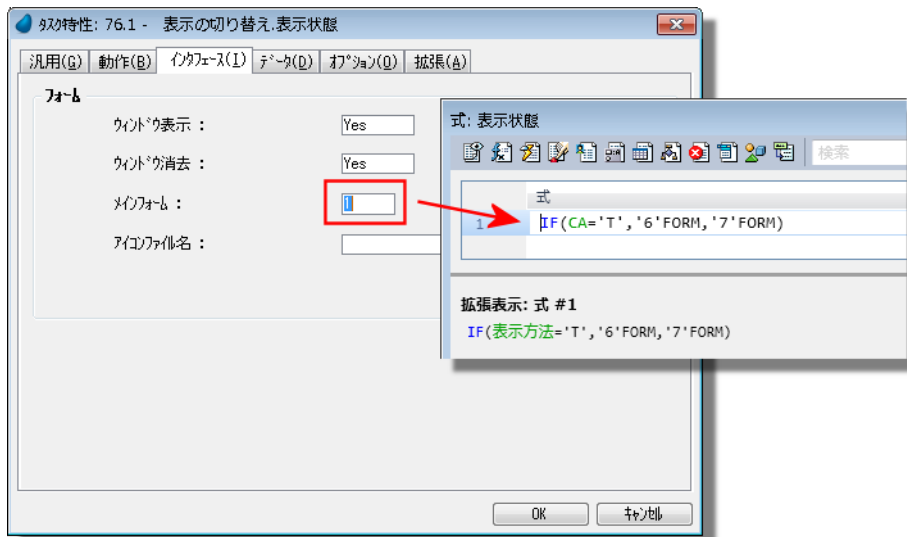 タスク特性: 76.1 - 表示の切り替え.表示状態
汎用(G) 動作(B) インタフェース(I) データ(D) オプション(O) 拡張(A)
フォーム
ウィンドウ表示 : Yes
ウィンドウ消去 : Yes
メインフォーム : 1
アイコンファイル名 :
式: 表示状態
検索
式
1 IF(CA='T','6'FORM,'7'FORM)
拡張表示: 式 #1
IF(表示方法='T','6'FORM,'7'FORM)
OK キャンセル